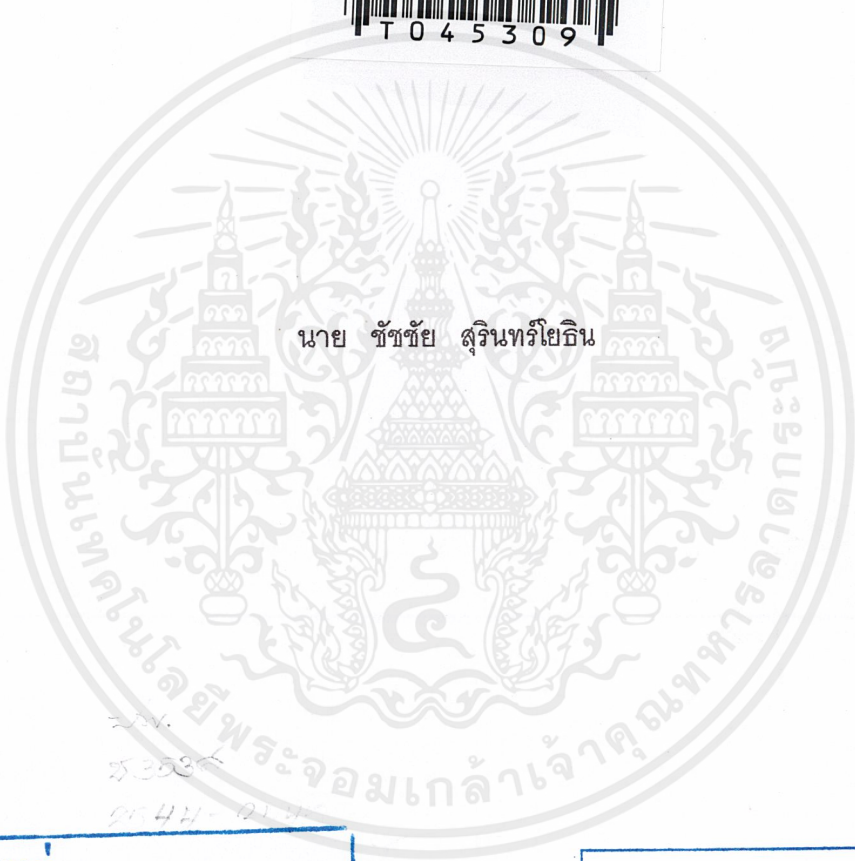 T045309
นาย ชัชชัย สุรินทร์โยธิน
สถาบันเทคโนโลยีพระจอมเกล้าเจ้าคุณทหารลาดกระบัง